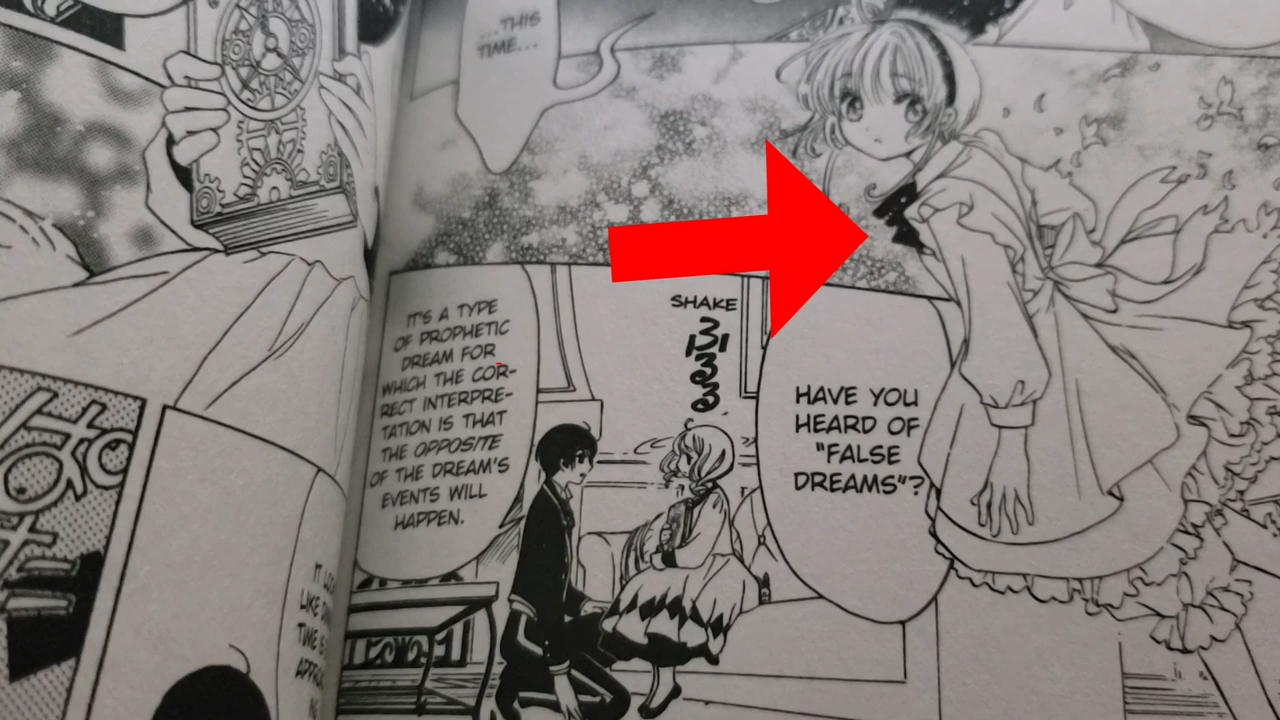 ...THIS
TIME...
HAVE YOU
HEARD OF
"FALSE
DREAMS"?
SHAKE
IT'S A TYPE
OF PROPHETIC
DREAM FOR
WHICH THE COR-
RECT INTERPRE-
TATION IS THAT
THE OPPOSITE
OF THE DREAM'S
EVENTS WILL
HAPPEN.
IT
LIKE
TIME